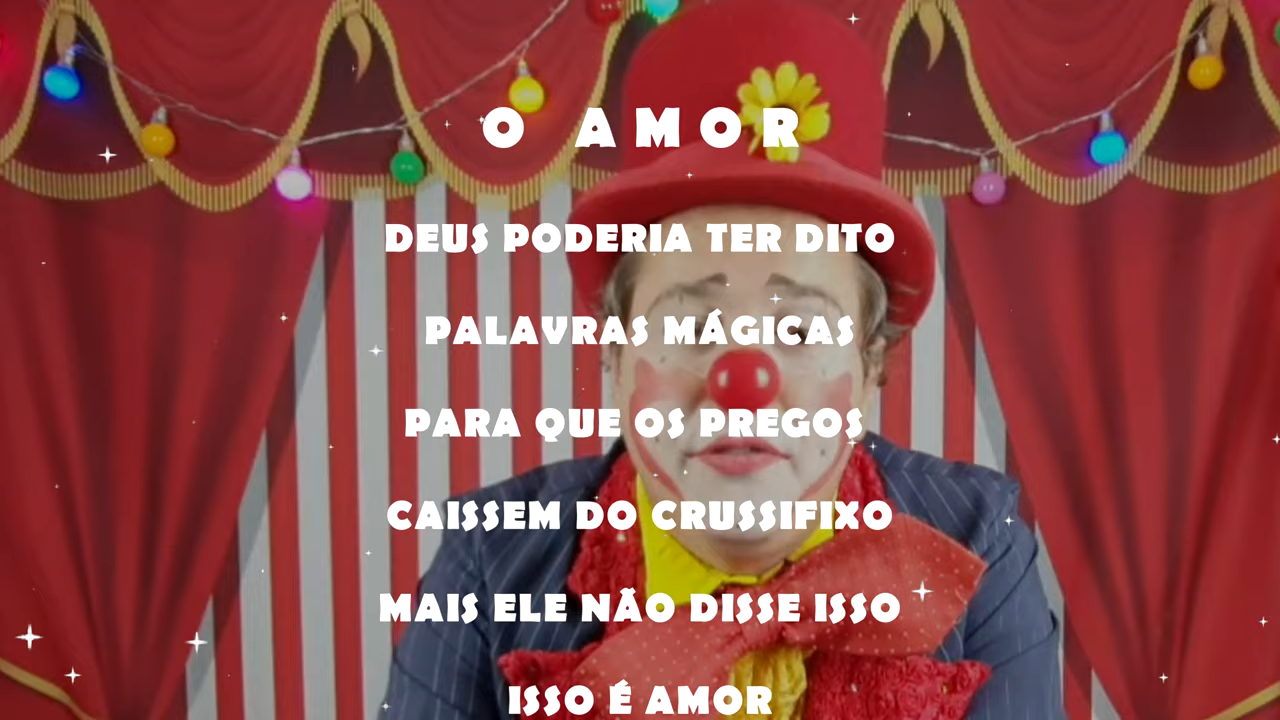 O AMOR
DEUS PODERIA TER DITO
PALAVRAS MÁGICAS
PARA QUE OS PREGOS
CAISSEM DO CRUSSIFIXO
MAIS ELE NÃO DISSE ISSO
ISSO É AMOR